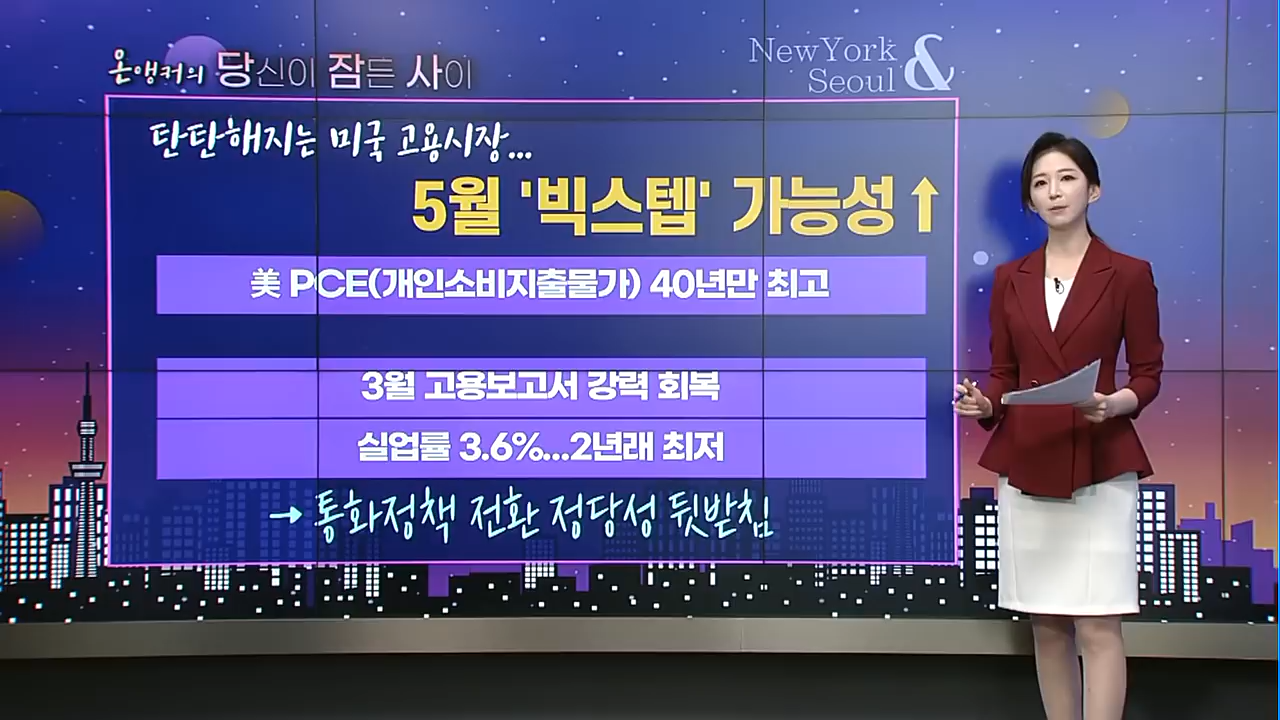 온앵커의 당신이 잠든 사이
NewYork
Seoul &
탄탄해지는 미국 고용시장...
5월 '빅스텝' 가능성↑
美 PCE(개인소비지출물가) 40년만 최고
3월 고용보고서 강력 회복
실업률 3.6%...2년래 최저
→ 통화정책 전환 정당성 뒷받침